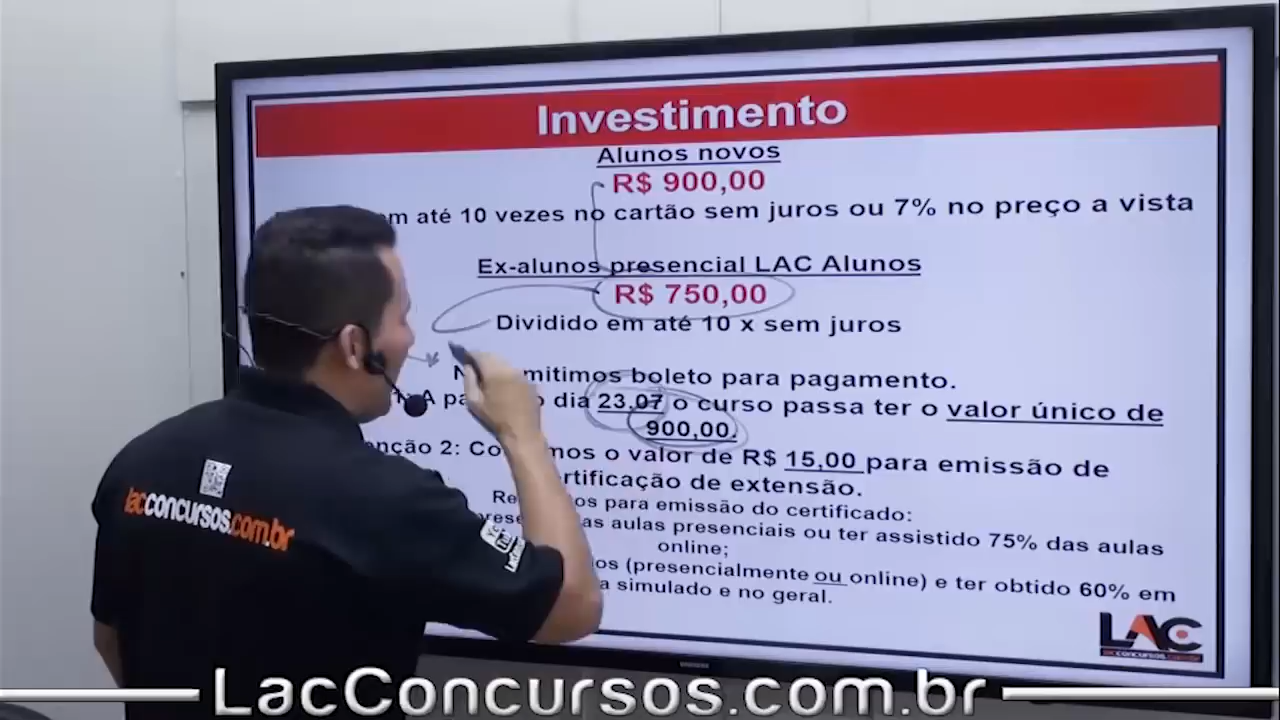 Investimento
Alunos novos
R$ 900,00
em até 10 vezes no cartão sem juros ou 7% no preço a vista
Ex-alunos presencial LAC Alunos
R$ 750,00
Dividido em até 10 x sem juros
mitimos boleto para pagamento.
dia 23.07 o curso passa ter o valor único de
900,00.
nção 2: Co mos o valor de R$ 15,00 para emissão de
rtificação de extensão.
Re os para emissão do certificado:
as aulas presenciais ou ter assistido 75% das aulas
online;
os (presencialmente ou online) e ter obtido 60% em
a simulado e no geral.
LAC
lacconcursos.com.br
lacconcursos.com.br
LacConcursos.com.br